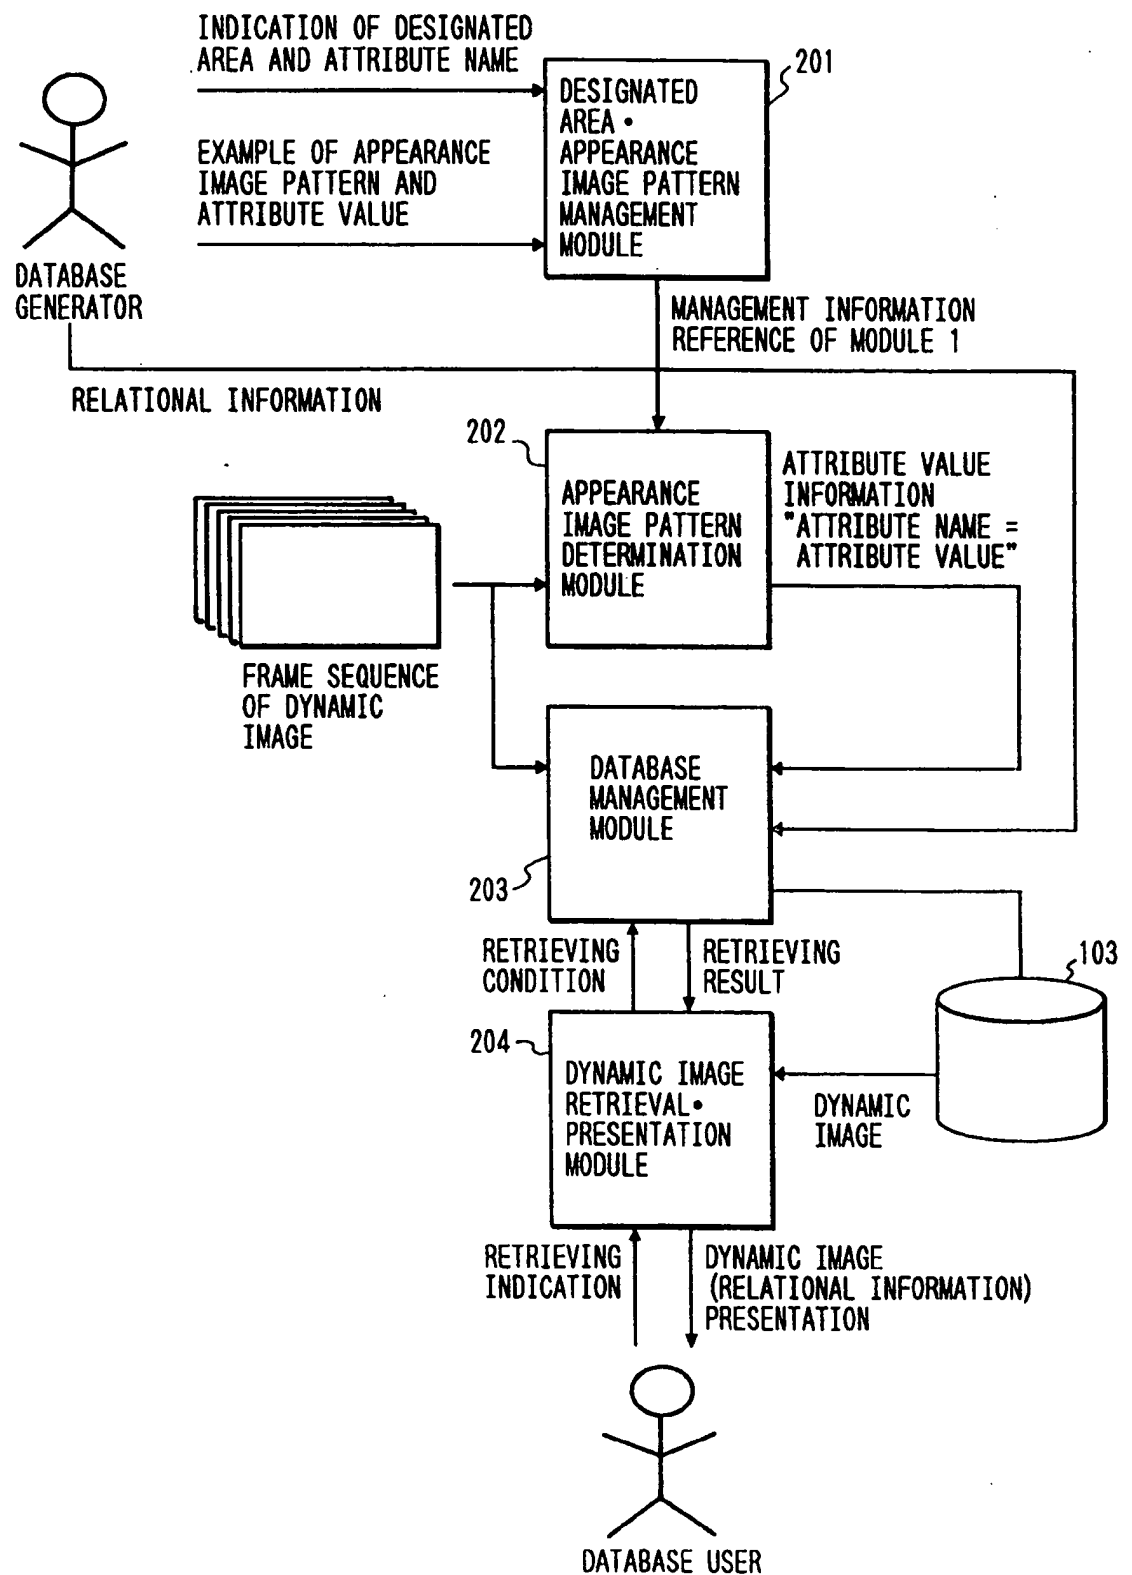 INDICATION OF DESIGNATED
AREA AND ATTRIBUTE NAME
201
DESIGNATED
AREA •
APPEARANCE
IMAGE PATTERN
MANAGEMENT
MODULE
EXAMPLE OF APPEARANCE
IMAGE PATTERN AND
ATTRIBUTE VALUE
DATABASE
GENERATOR
MANAGEMENT INFORMATION
REFERENCE OF MODULE 1
RELATIONAL INFORMATION
202
APPEARANCE
IMAGE PATTERN
DETERMINATION
MODULE
ATTRIBUTE VALUE
INFORMATION
"ATTRIBUTE NAME =
ATTRIBUTE VALUE"
FRAME SEQUENCE
OF DYNAMIC
IMAGE
DATABASE
MANAGEMENT
MODULE
203
RETRIEVING
CONDITION
RETRIEVING
RESULT
103
204
DYNAMIC IMAGE
RETRIEVAL •
PRESENTATION
MODULE
DYNAMIC
IMAGE
RETRIEVING
INDICATION
DYNAMIC IMAGE
(RELATIONAL INFORMATION)
PRESENTATION
DATABASE USER